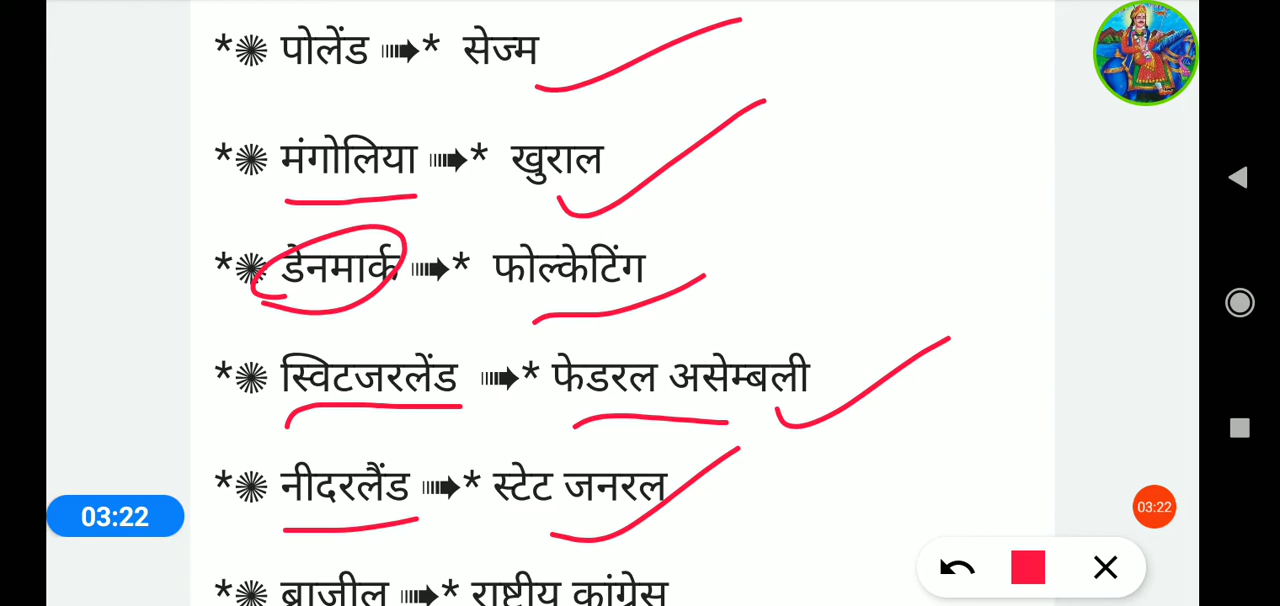 *✺ पोलेंड ➠* सेज्म
*✺ मंगोलिया ➠* खुराल
*✺ डेनमार्क ➠* फोल्केटिंग
*✺ स्विटजरलेंड ➠* फेडरल असेम्बली
*✺ नीदरलैंड ➠* स्टेट जनरल
03:22
03:22
*✺ ब्राजील ➠* राष्ट्रीय कांग्रेस